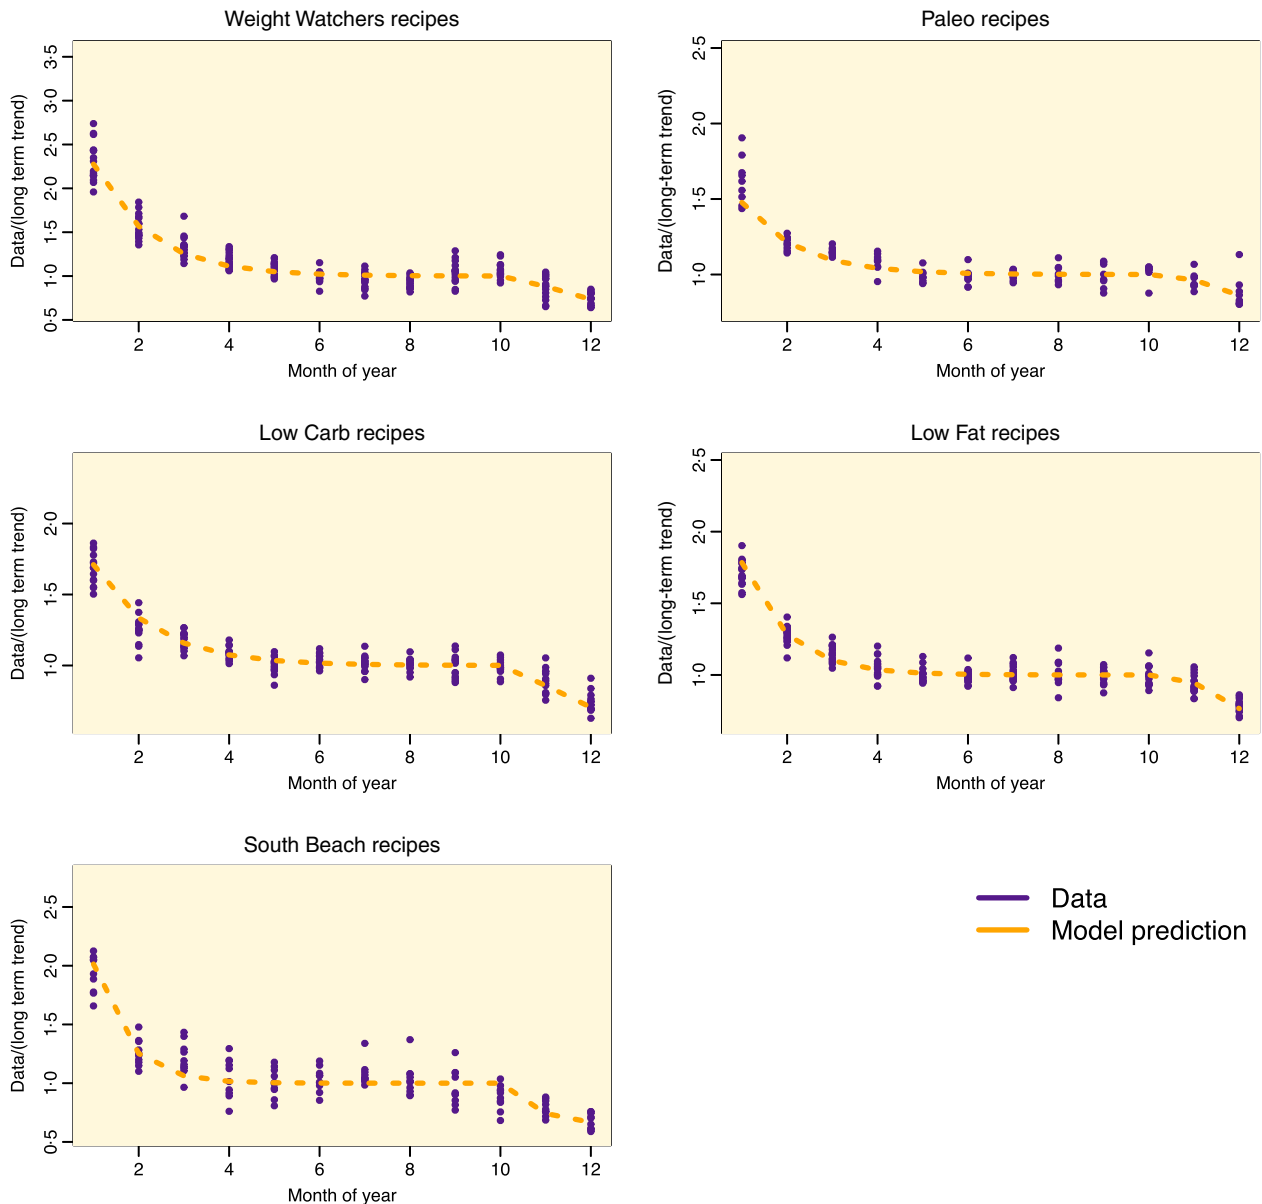 Weight Watchers recipes
Data/(long term trend)
3·5
3·0
2·5
2·0
1·5
1·0
0·5
2 4 6 8 10 12
Month of year
Paleo recipes
Data/(long-term trend)
2·5
2·0
1·5
1·0
2 4 6 8 10 12
Month of year
Low Carb recipes
Data/(long term trend)
2·0
1·5
1·0
2 4 6 8 10 12
Month of year
Low Fat recipes
Data/(long-term trend)
2·5
2·0
1·5
1·0
2 4 6 8 10 12
Month of year
South Beach recipes
Data/(long term trend)
2·5
2·0
1·5
1·0
0·5
2 4 6 8 10 12
Month of year
Data
Model prediction